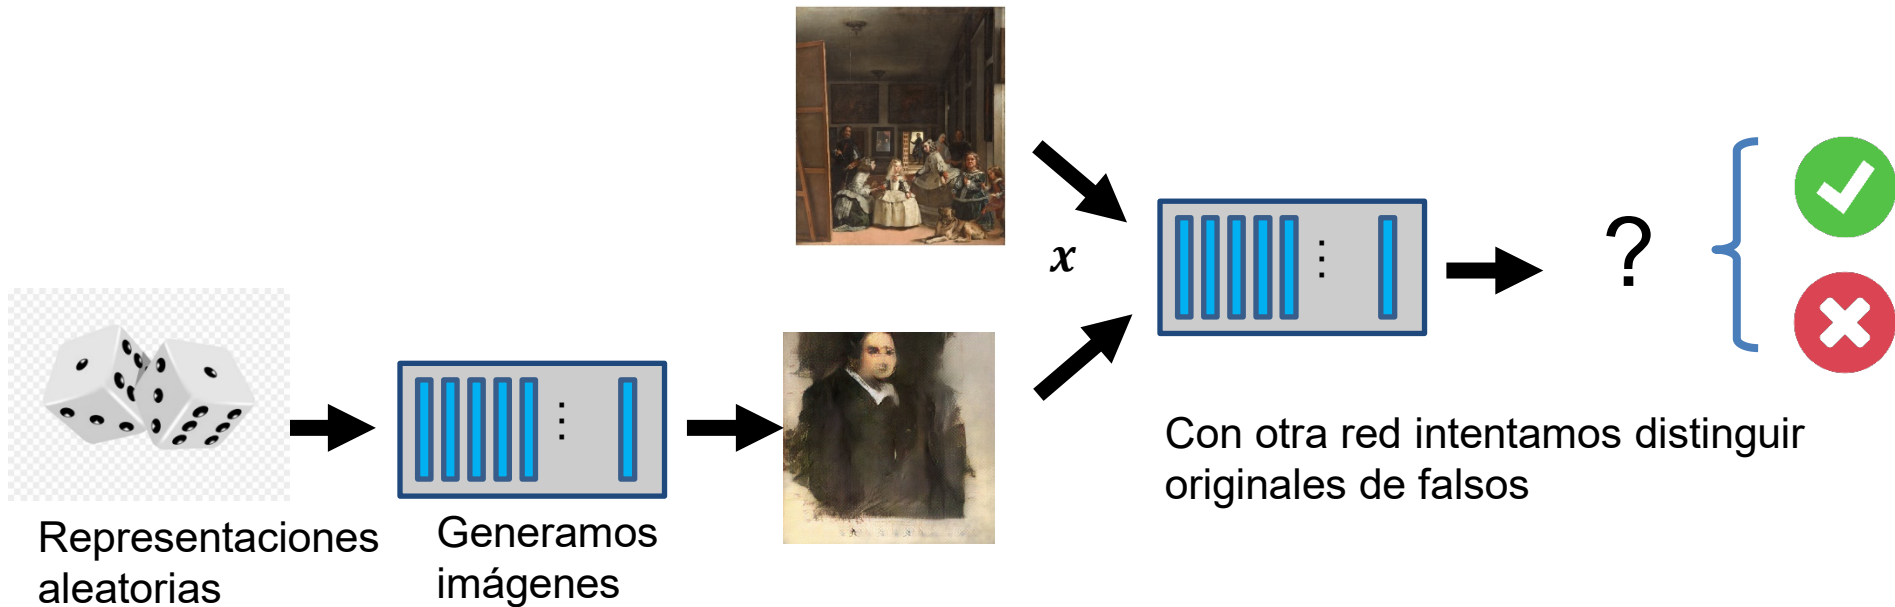 x
?
Con otra red intentamos distinguir
originales de falsos
Representaciones
aleatorias
Generamos
imágenes